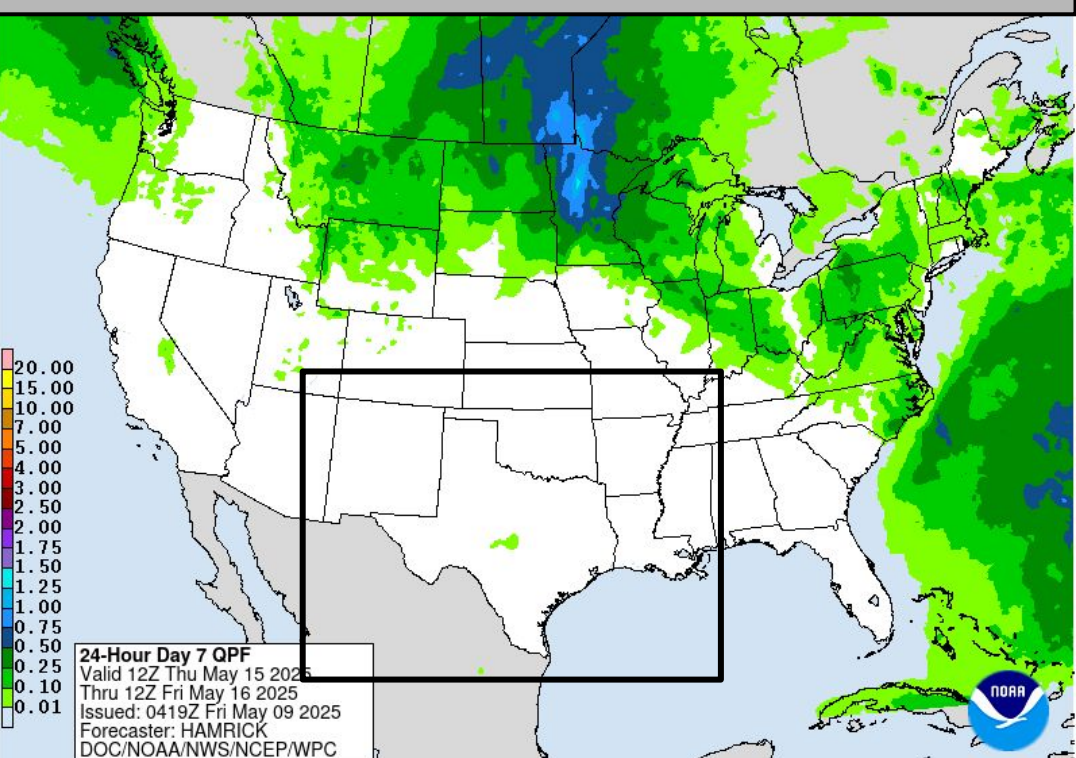 20.00
15.00
10.00
7.00
5.00
4.00
3.00
2.50
2.00
1.75
1.50
1.25
1.00
0.75
0.50
0.25
0.10
0.01
24-Hour Day 7 QPF
Valid 12Z Thu May 15 2025
Thru 12Z Fri May 16 2025
Issued: 0419Z Fri May 09 2025
Forecaster: HAMRICK
DOC/NOAA/NWS/NCEP/WPC
NOAA